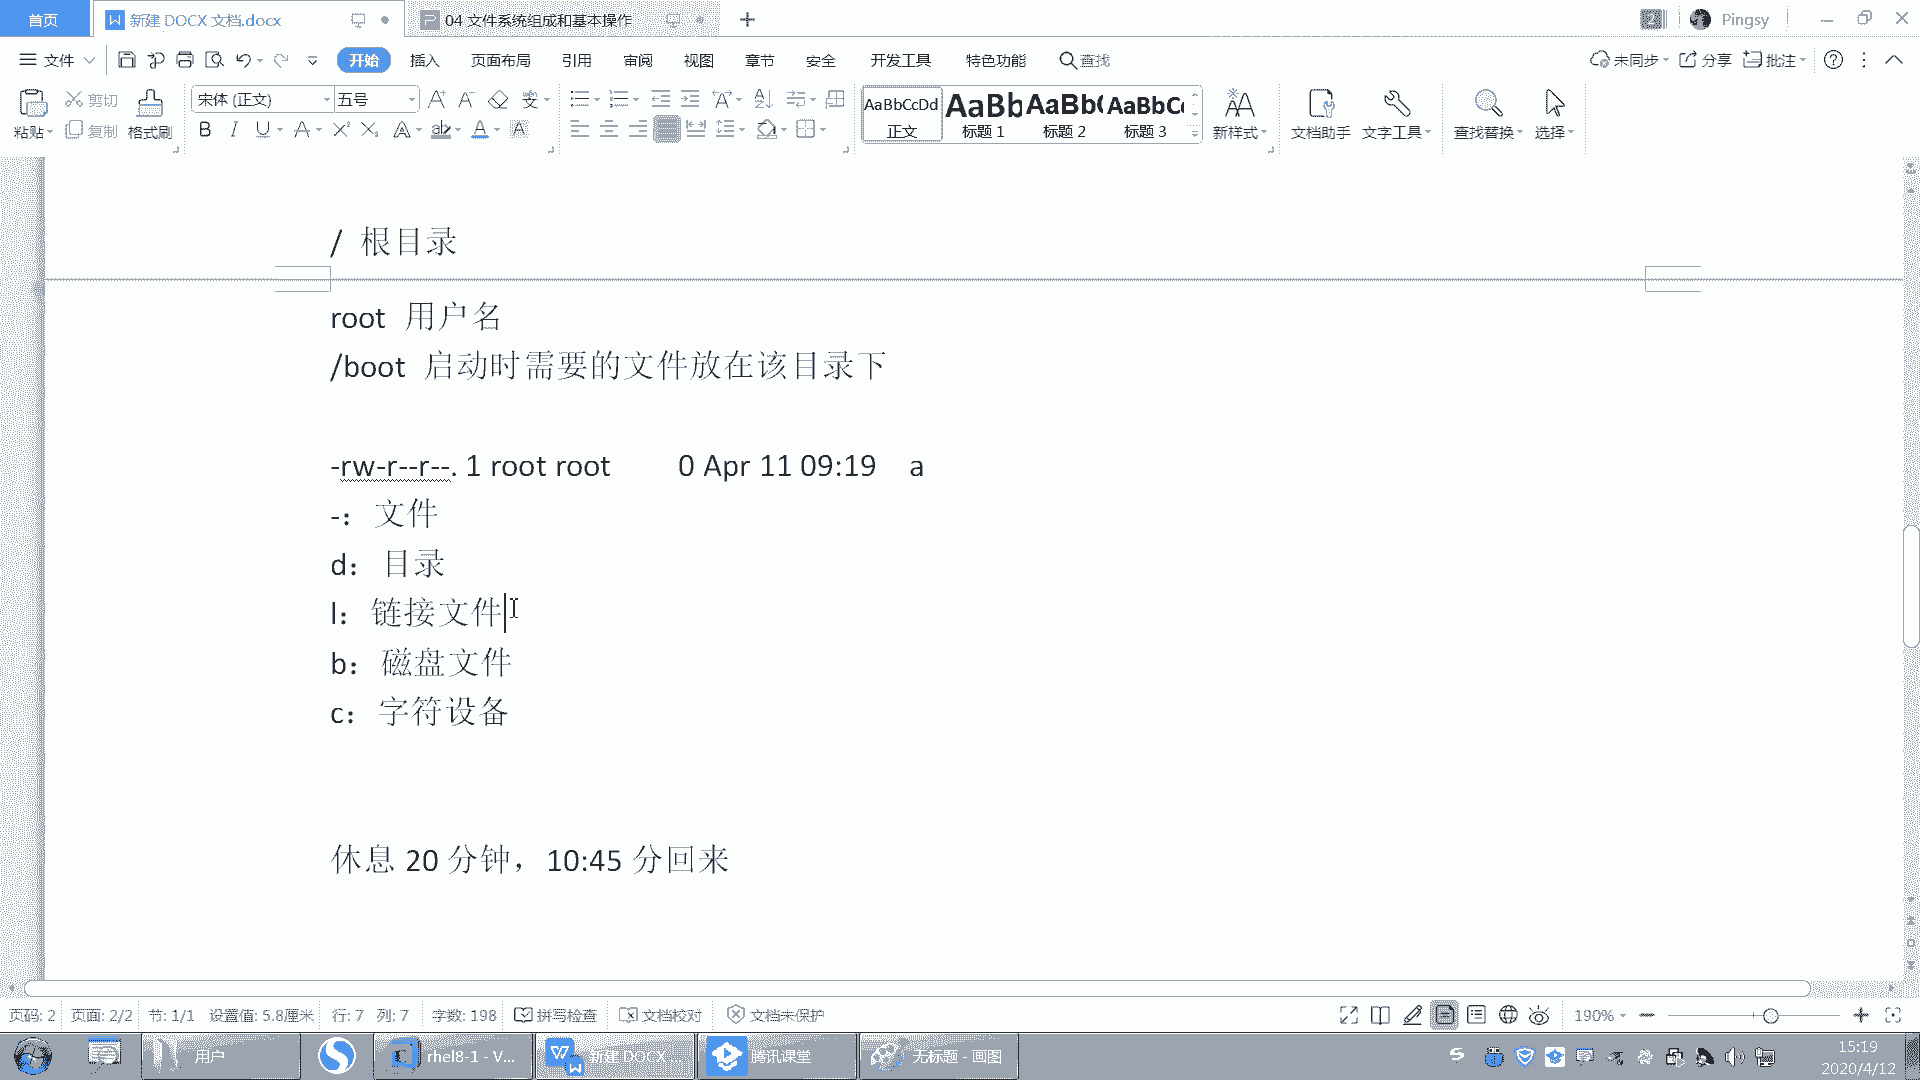 首页
新建 DOCX 文档.docx
04 文件系统组成和基本操作
Pingsy
文件
开始
插入
页面布局
引用
审阅
视图
章节
安全
开发工具
特色功能
查找
未同步
分享
批注
粘贴
剪切
复制
格式刷
宋体 (正文)
五号
AaBbCcDd
正文
标题 1
标题 2
标题 3
新样式
文档助手
文字工具
查找替换
选择
/ 根目录
root 用户名
/boot 启动时需要的文件放在该目录下
-rw-r--r--. 1 root root 0 Apr 11 09:19 a
-：文件
d：目录
l：链接文件
b：磁盘文件
c：字符设备
休息 20 分钟，10:45 分回来
页码: 2
页面: 2/2
节: 1/1
设置值: 5.8厘米
行: 7
列: 7
字数: 198
拼写检查
文档校对
文档未保护
190%
用户
rhel8-1 - V...
新建 DOCX ...
腾讯课堂
无标题 - 画图
15:19
2020/4/12